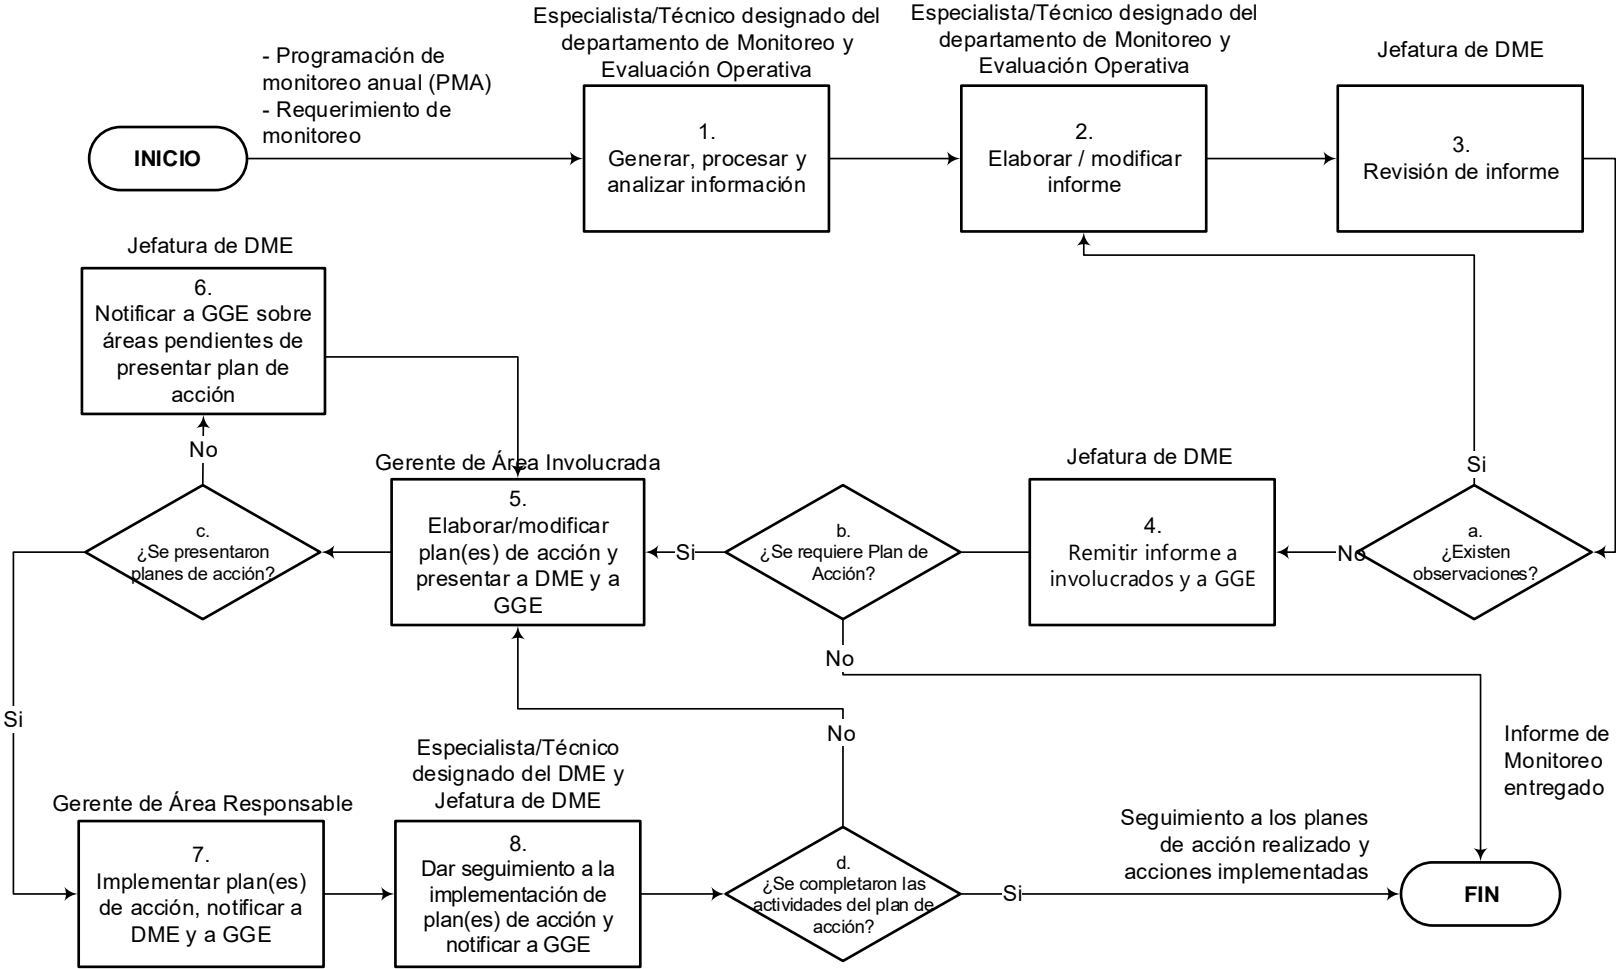 Especialista/Técnico designado del
departamento de Monitoreo y
Evaluación Operativa
Especialista/Técnico designado del
departamento de Monitoreo y
Evaluación Operativa
Jefatura de DME
- Programación de
monitoreo anual (PMA)
- Requerimiento de
monitoreo
INICIO
1.
Generar, procesar y
analizar información
2.
Elaborar / modificar
informe
3.
Revisión de informe
Jefatura de DME
6.
Notificar a GGE sobre
áreas pendientes de
presentar plan de
acción
No
Gerente de Área Involucrada
Jefatura de DME
Si
c.
¿Se presentaron
planes de acción?
5.
Elaborar/modificar
plan(es) de acción y
presentar a DME y a
GGE
Si
b.
¿Se requiere Plan de
Acción?
4.
Remitir informe a
involucrados y a GGE
No
a.
¿Existen
observaciones?
No
Si
No
Informe de
Monitoreo
entregado
Especialista/Técnico
designado del DME y
Jefatura de DME
Gerente de Área Responsable
7.
Implementar plan(es)
de acción, notificar a
DME y a GGE
8.
Dar seguimiento a la
implementación de
plan(es) de acción y
notificar a GGE
d.
¿Se completaron las
actividades del plan de
acción?
Si
Seguimiento a los planes
de acción realizado y
acciones implementadas
FIN